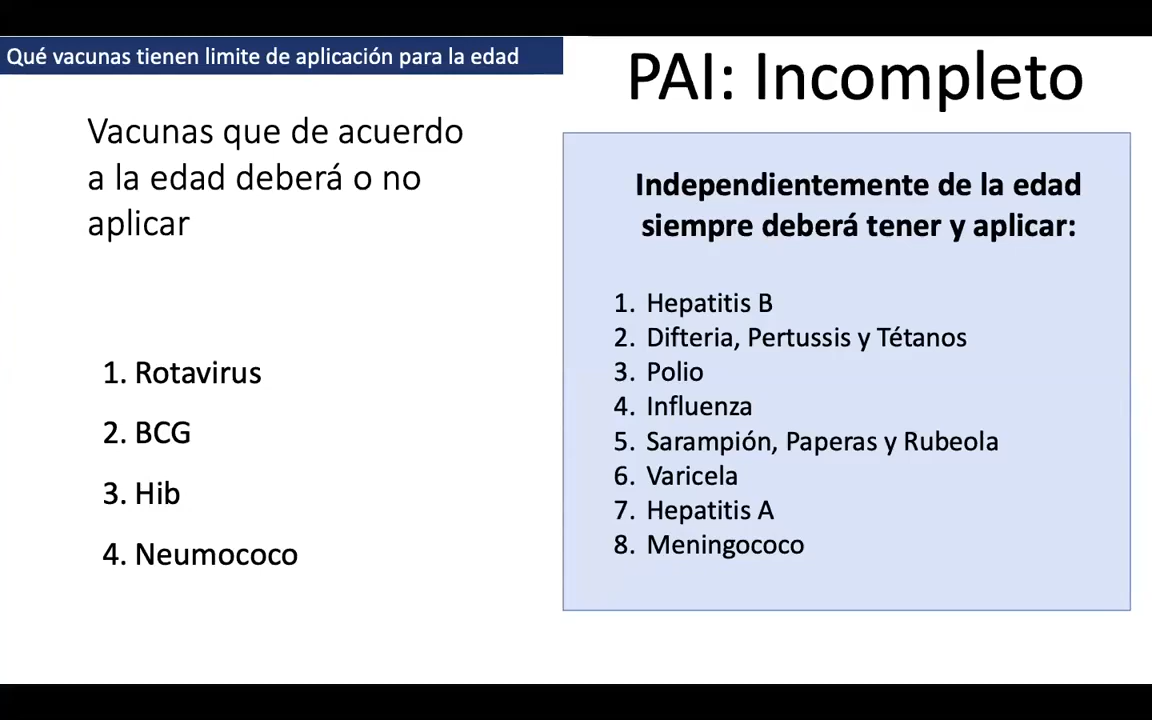 Qué vacunas tienen limite de aplicación para la edad
PAI: Incompleto
Vacunas que de acuerdo
a la edad deberá o no
aplicar
1. Rotavirus
2. BCG
3. Hib
4. Neumococo
Independientemente de la edad
siempre deberá tener y aplicar:
1. Hepatitis B
2. Difteria, Pertussis y Tétanos
3. Polio
4. Influenza
5. Sarampión, Paperas y Rubeola
6. Varicela
7. Hepatitis A
8. Meningococo